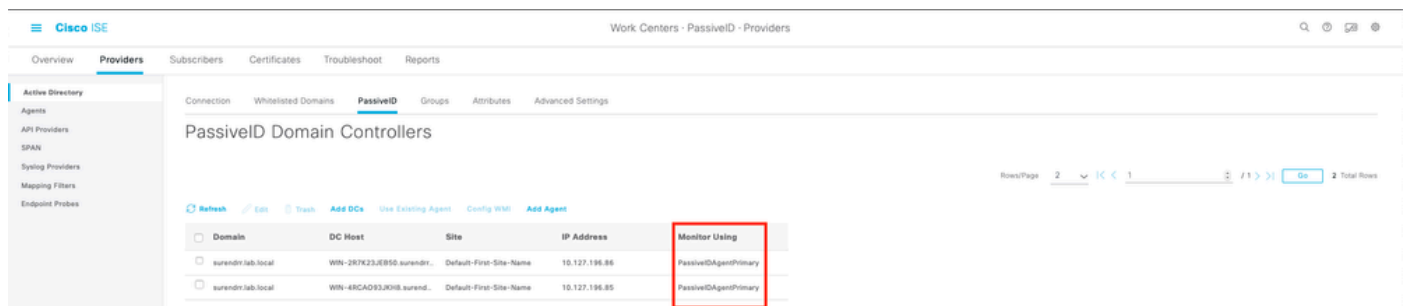 Cisco ISE
Work Centers · PassiveID · Providers
Overview Providers Subscribers Certificates Troubleshoot Reports
Active Directory
Agents
API Providers
SPAN
Syslog Providers
Mapping Filters
Endpoint Probes
Connection Whitelisted Domains PassiveID Groups Attributes Advanced Settings
PassiveID Domain Controllers
Rows/Page 2 |< < 1 / 1 > >| Go 2 Total Rows
Refresh Edit Trash Add DCs Use Existing Agent Config WMI Add Agent
Domain DC Host Site IP Address Monitor Using
surendrr.lab.local WIN-2R7K23JEB50.surendrr.. Default-First-Site-Name 10.127.196.86 PassiveIDAgentPrimary
surendrr.lab.local WIN-4RCAO93JKH8.surend.. Default-First-Site-Name 10.127.196.85 PassiveIDAgentPrimary